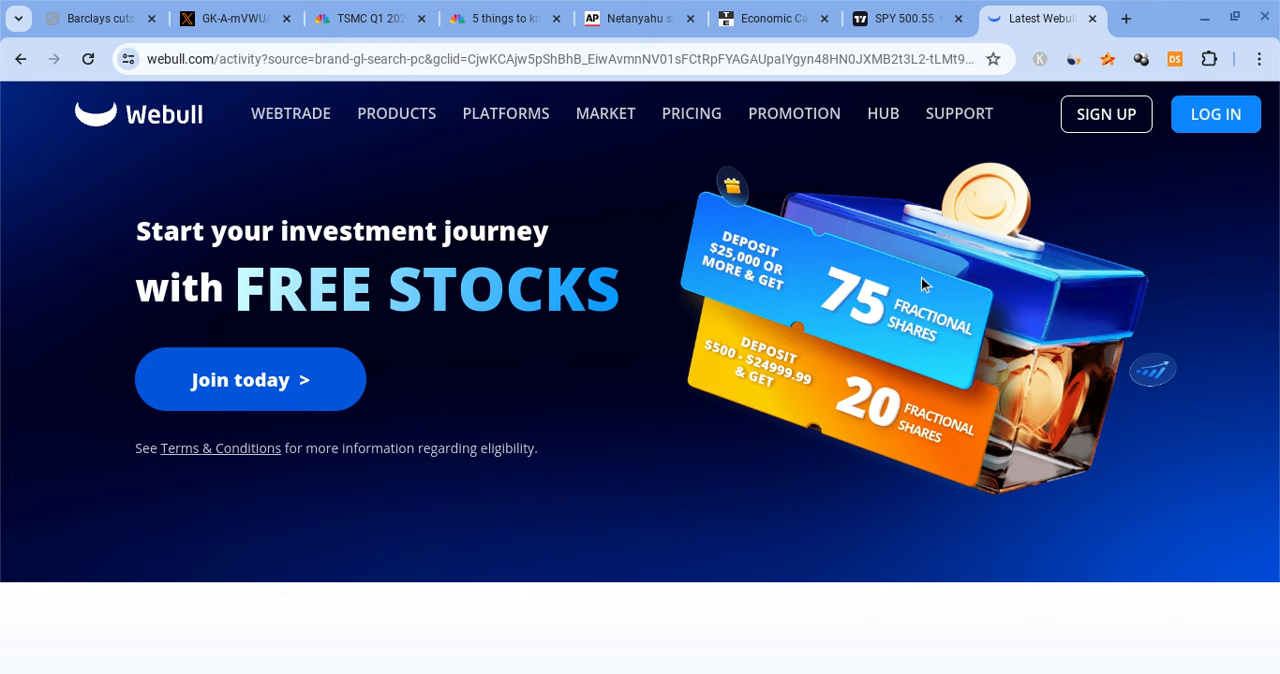 Barclays cuts
GK-A-mVWUA
TSMC Q1 202
5 things to kn
Netanyahu sa
Economic Ca
SPY 500.55
Latest Webull
webull.com/activity?source=brand-gl-search-pc&gclid=CjwKCAjw5pShBhB_EiwAvmnNV01sFCtRpFYAGAUpaIYgyn48HN0JXMB2t3L2-tLMt9...
Webull
WEBTRADE
PRODUCTS
PLATFORMS
MARKET
PRICING
PROMOTION
HUB
SUPPORT
SIGN UP
LOG IN
Start your investment journey
with FREE STOCKS
Join today >
See Terms & Conditions for more information regarding eligibility.
DEPOSIT
$25,000 OR
MORE & GET
75
FRACTIONAL
SHARES
DEPOSIT
$500 - $24999.99
& GET
20
FRACTIONAL
SHARES